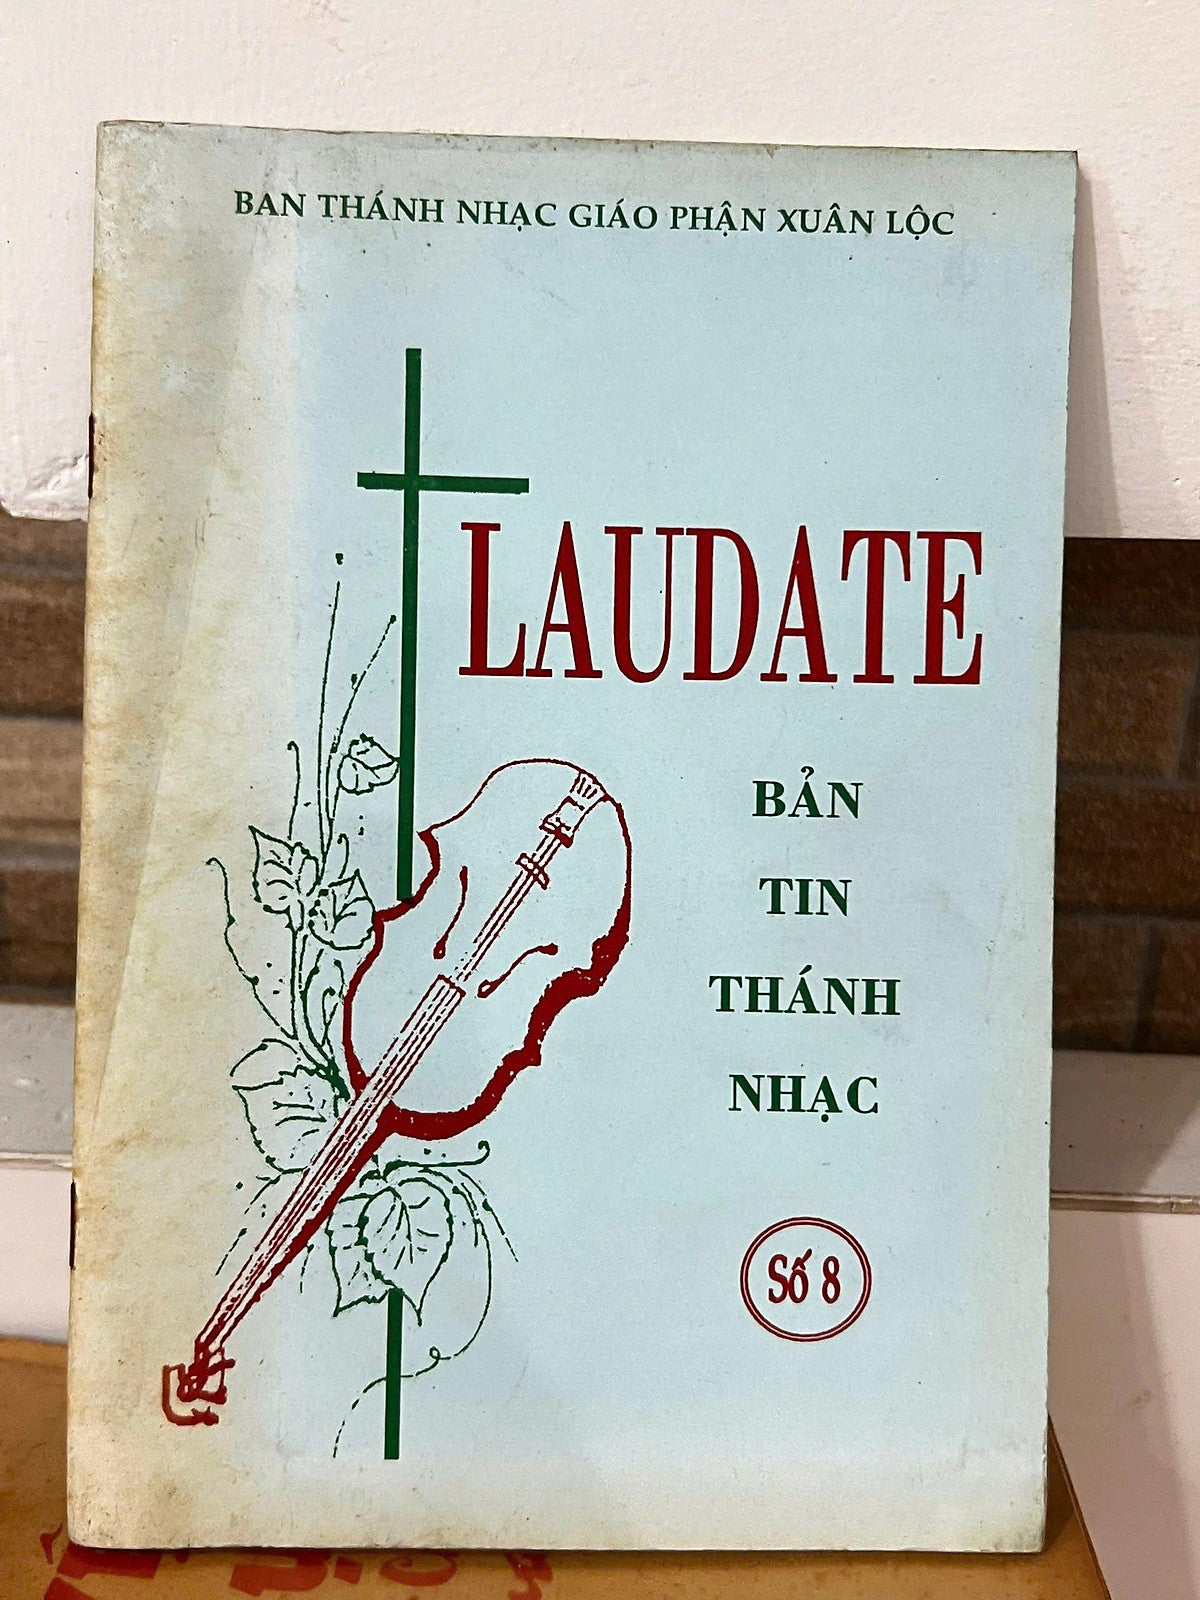 BAN THÁNH NHẠC GIÁO PHẬN XUÂN LỘC
LAUDATE
BẢN
TIN
THÁNH
NHẠC
Số 8